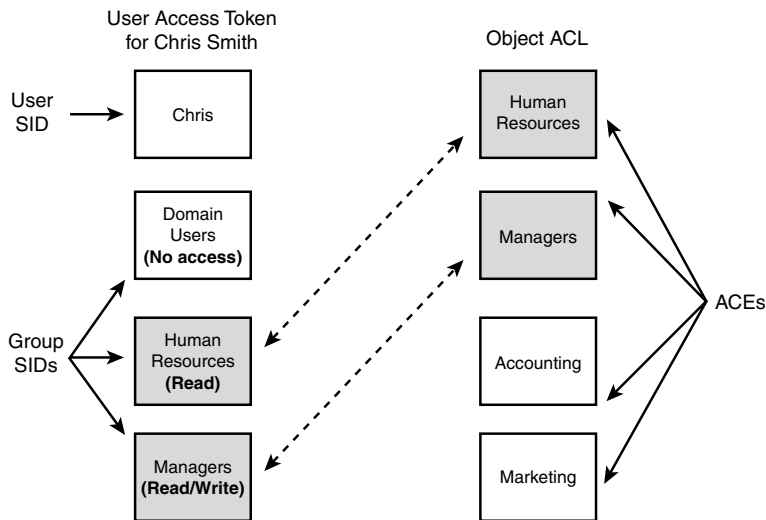 User Access Token
for Chris Smith
Object ACL
User
SID
Chris
Human
Resources
Domain
Users
(No access)
Managers
ACEs
Group
SIDs
Human
Resources
(Read)
Accounting
Managers
(Read/Write)
Marketing